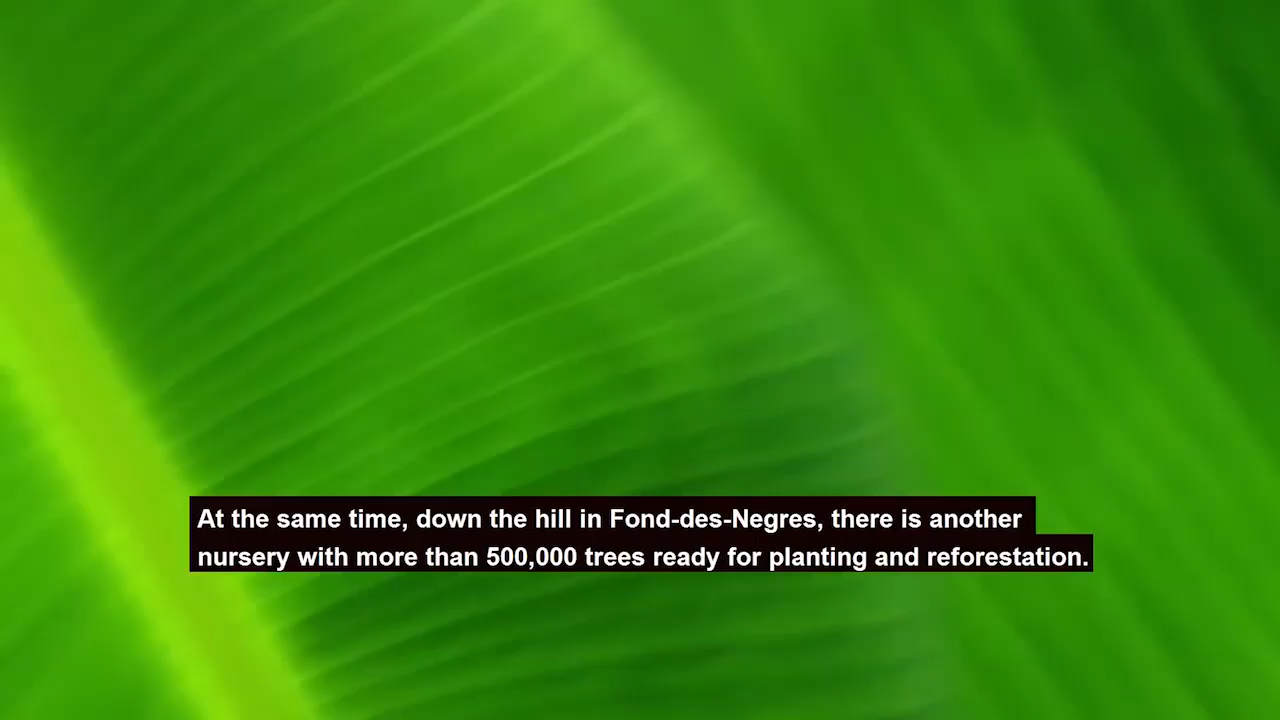 At the same time, down the hill in Fond-des-Negres, there is another
nursery with more than 500,000 trees ready for planting and reforestation.